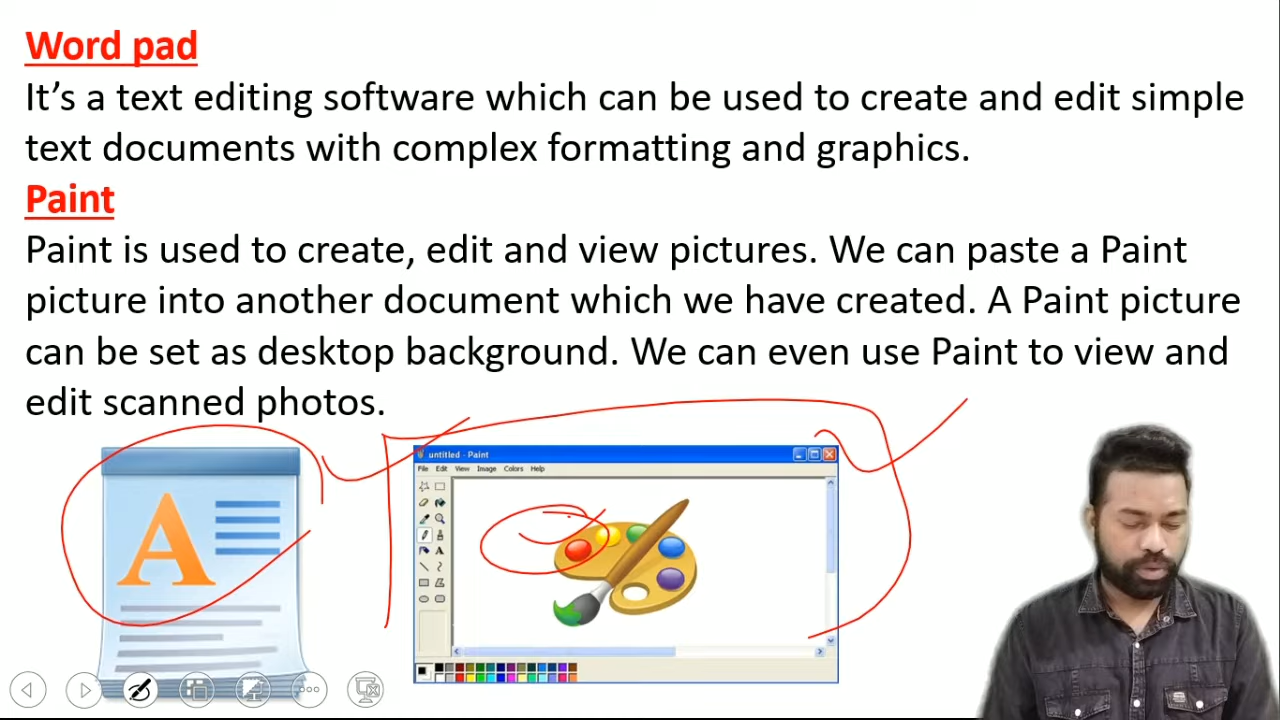 Word pad
It’s a text editing software which can be used to create and edit simple
text documents with complex formatting and graphics.
Paint
Paint is used to create, edit and view pictures. We can paste a Paint
picture into another document which we have created. A Paint picture
can be set as desktop background. We can even use Paint to view and
edit scanned photos.
A
untitled - Paint
File Edit View Image Colors Help
A